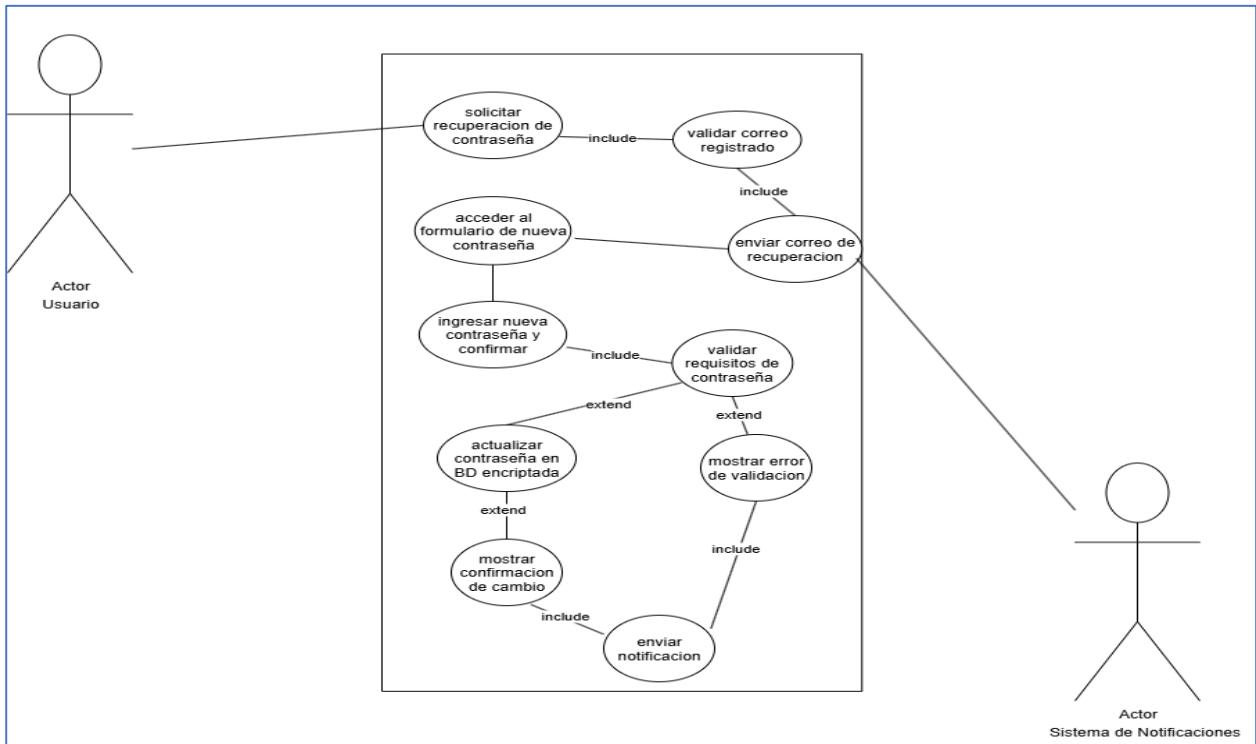 solicitar
recuperacion de
contraseña
include
validar correo
registrado
include
acceder al
formulario de nueva
contraseña
enviar correo de
recuperacion
Actor
Usuario
ingresar nueva
contraseña y
confirmar
include
validar
requisitos de
contraseña
extend
extend
actualizar
contraseña en
BD encriptada
mostrar error
de validacion
extend
include
mostrar
confirmacion
de cambio
include
enviar
notificacion
Actor
Sistema de Notificaciones